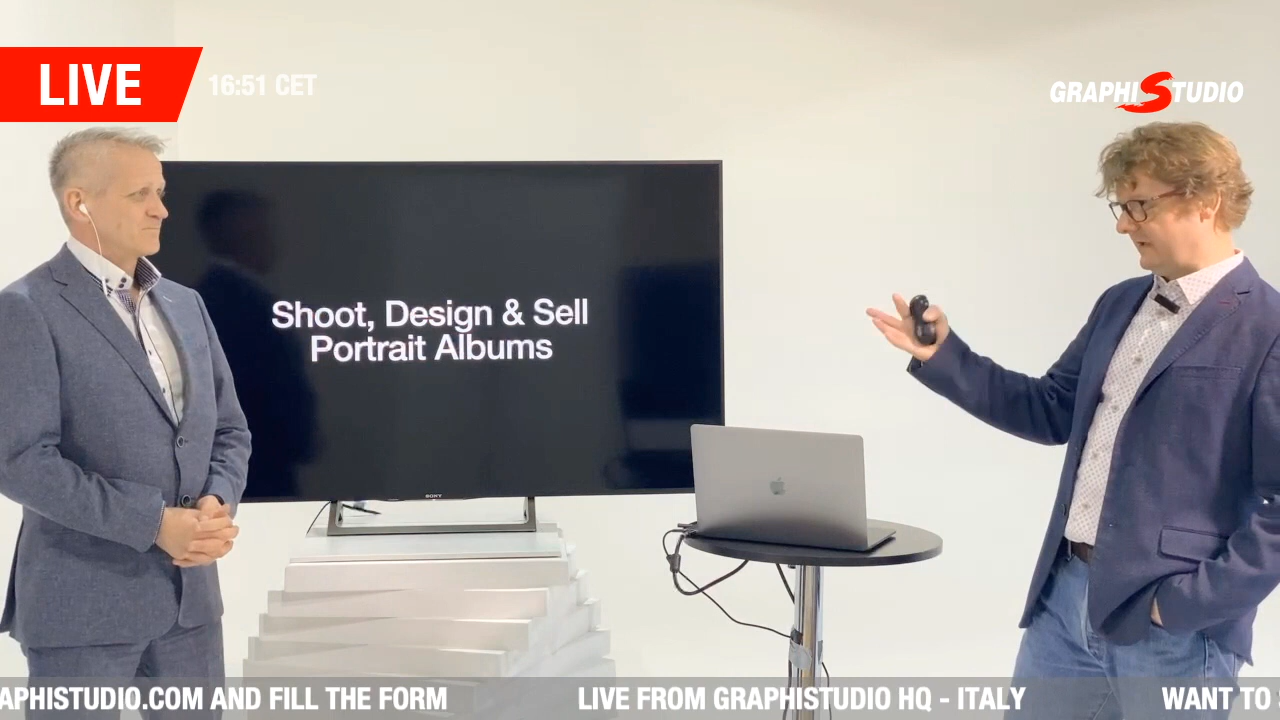 LIVE
16:51 CET
GRAPHISTUDIO
Shoot, Design & Sell
Portrait Albums
SONY
APHISTUDIO.COM AND FILL THE FORM
LIVE FROM GRAPHISTUDIO HQ - ITALY
WANT TO